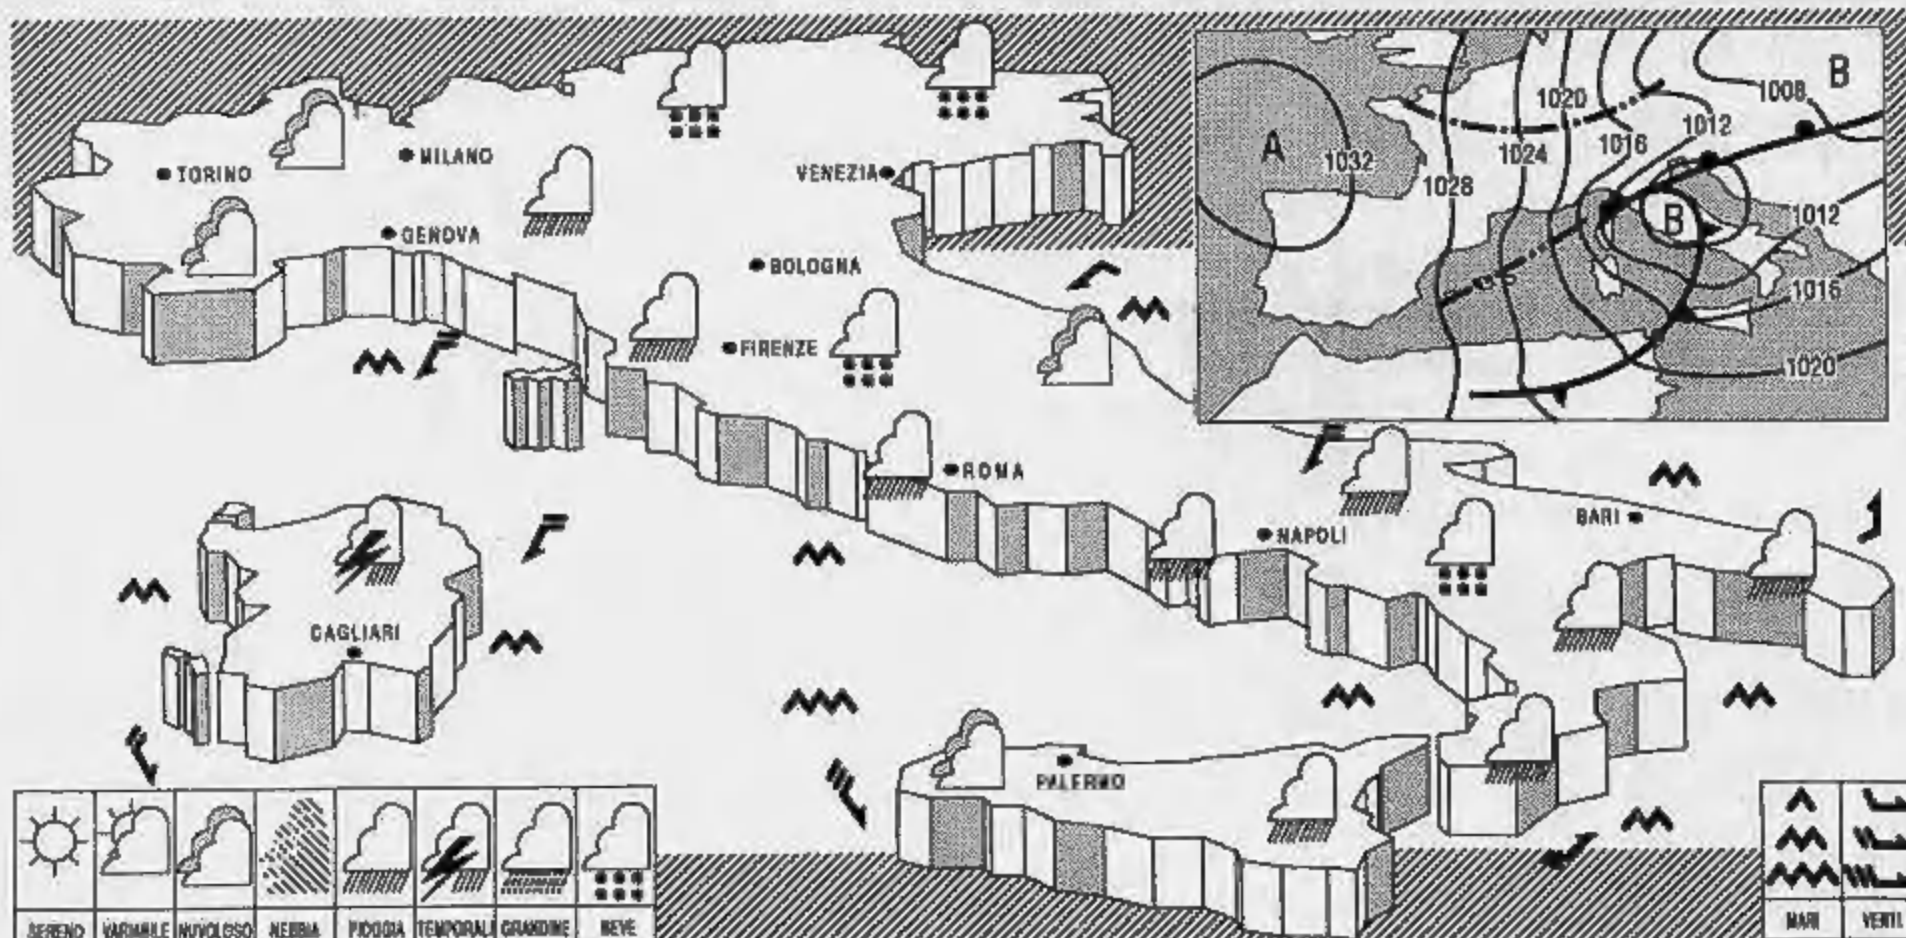 A
B
1008
1020
1012
1016
1032
1024
1028
B
1012
1016
1020
TORINO
MILANO
VENEZIA
GENOVA
BOLOGNA
FIRENZE
ROMA
NAPOLI
BARI
CAGLIARI
PALERMO
SERENO VARIABILE NUVOLOSO NEBBIA PIOGGIA TEMPORALI GRANDINE NEVE
MARI VENTI